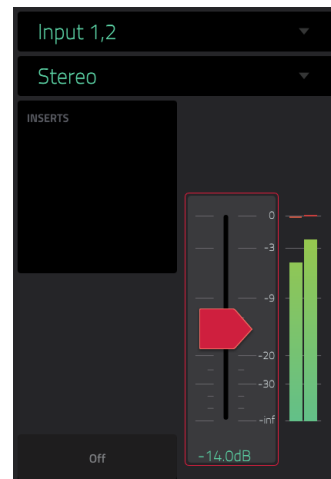 Input 1,2
Stereo
INSERTS
0
-3
-9
-20
-30
-inf
Off
-14.0dB